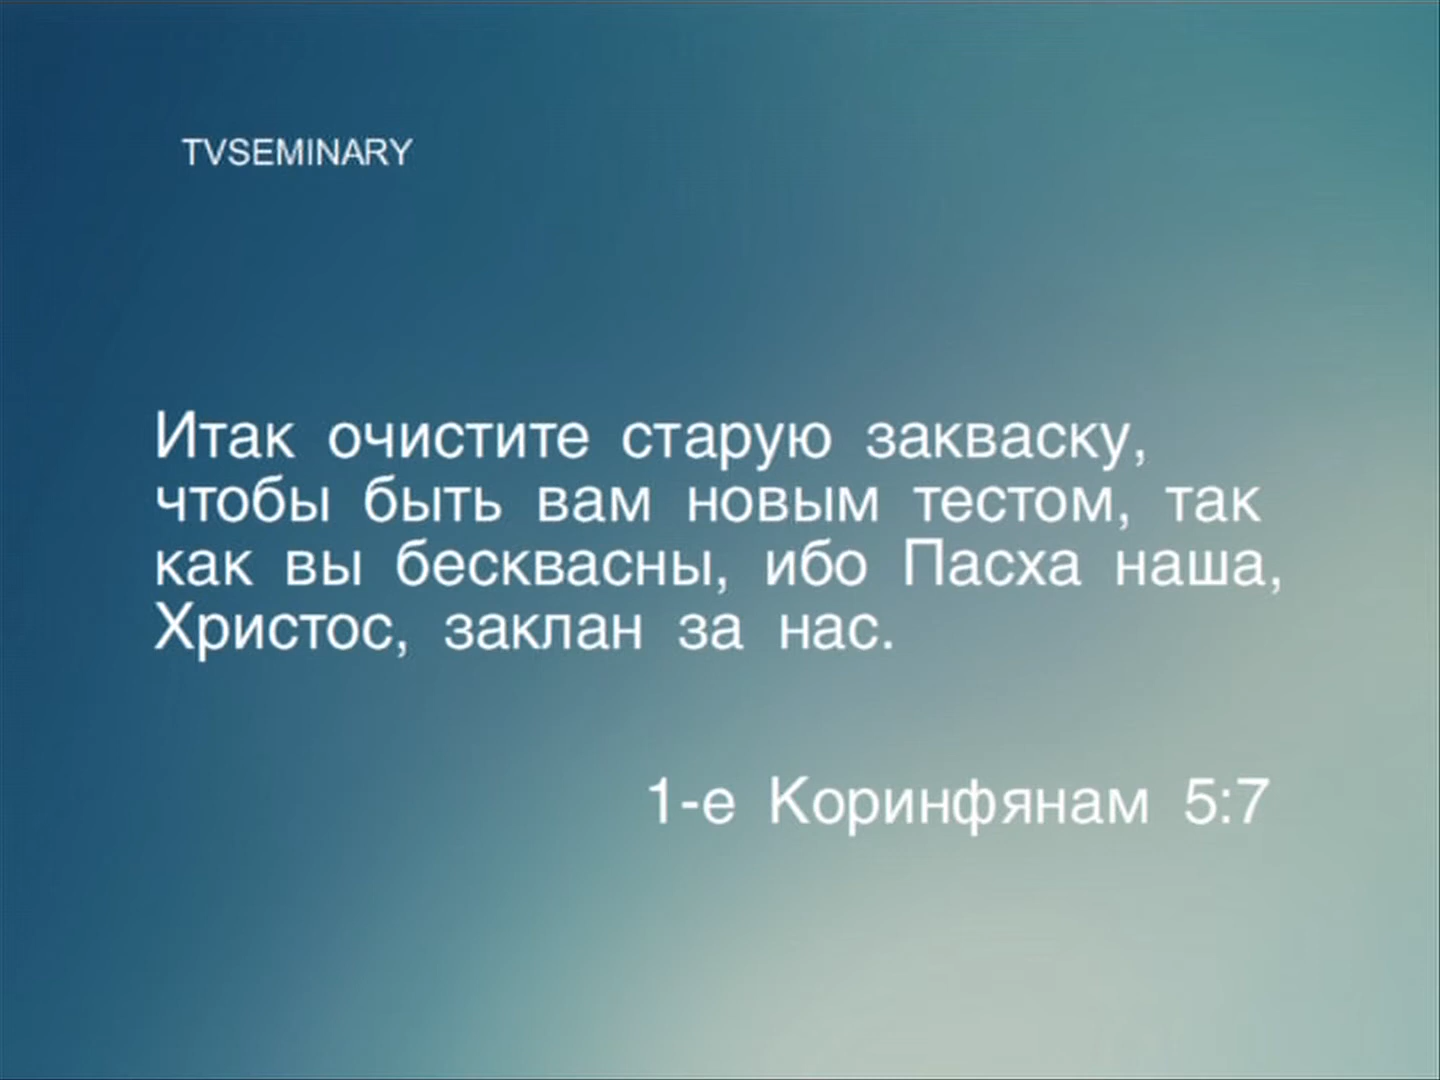 TVSEMINARY
Итак очистите старую закваску,
чтобы быть вам новым тестом, так
как вы бесквасны, ибо Пасха наша,
Христос, заклан за нас.
1-е Коринфянам 5:7